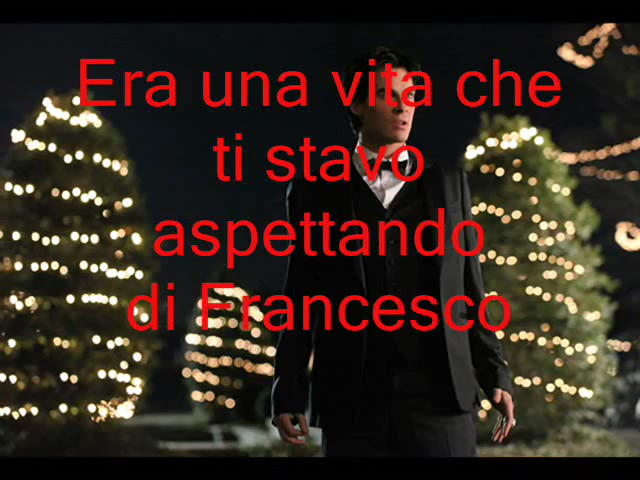 Era una vita che
ti stavo
aspettando
di Francesco